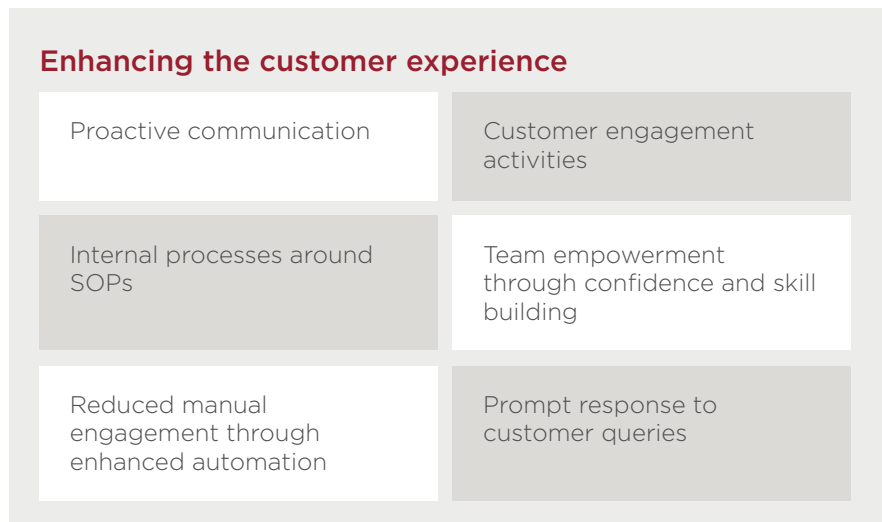 Enhancing the customer experience
Proactive communication
Customer engagement
activities
Internal processes around
SOPs
Team empowerment
through confidence and skill
building
Reduced manual
engagement through
enhanced automation
Prompt response to
customer queries